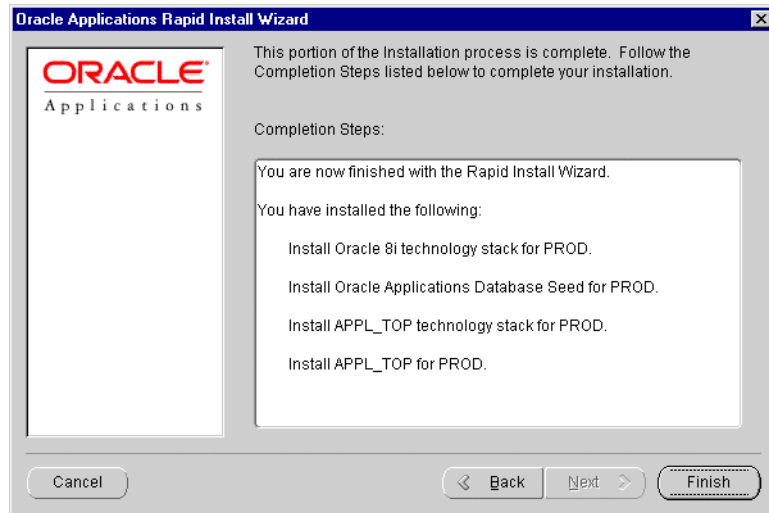 Oracle Applications Rapid Install Wizard
ORACLE®
Applications
This portion of the Installation process is complete. Follow the
Completion Steps listed below to complete your installation.
Completion Steps:
You are now finished with the Rapid Install Wizard.
You have installed the following:
Install Oracle 8i technology stack for PROD.
Install Oracle Applications Database Seed for PROD.
Install APPL_TOP technology stack for PROD.
Install APPL_TOP for PROD.
Cancel
Back
Next
Finish